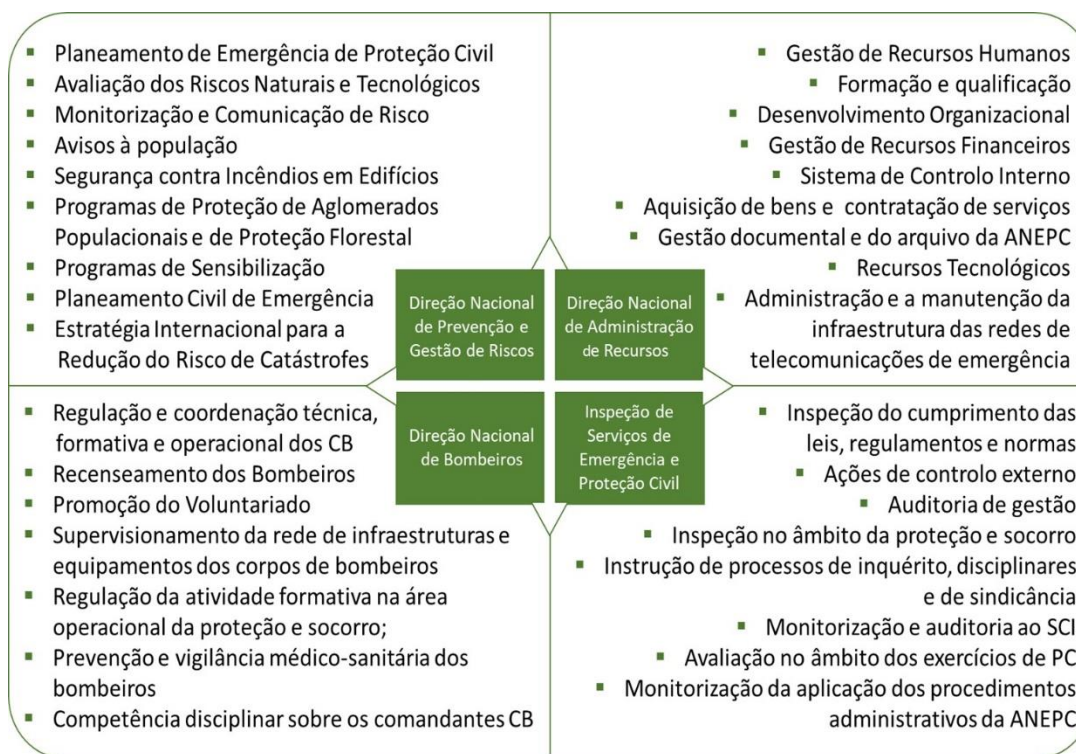 ▪ Planeamento de Emergência de Proteção Civil
▪ Avaliação dos Riscos Naturais e Tecnológicos
▪ Monitorização e Comunicação de Risco
▪ Avisos à população
▪ Segurança contra Incêndios em Edifícios
▪ Programas de Proteção de Aglomerados
Populacionais e de Proteção Florestal
▪ Programas de Sensibilização
▪ Planeamento Civil de Emergência
▪ Estratégia Internacional para a
Redução do Risco de Catástrofes
▪ Gestão de Recursos Humanos
▪ Formação e qualificação
▪ Desenvolvimento Organizacional
▪ Gestão de Recursos Financeiros
▪ Sistema de Controlo Interno
▪ Aquisição de bens e contratação de serviços
▪ Gestão documental e do arquivo da ANEPC
▪ Recursos Tecnológicos
▪ Administração e a manutenção da
infraestrutura das redes de
telecomunicações de emergência
Direção Nacional
de Prevenção e
Gestão de Riscos
Direção Nacional
de Administração
de Recursos
Direção Nacional
de Bombeiros
Inspeção de
Serviços de
Emergência e
Proteção Civil
▪ Regulação e coordenação técnica,
formativa e operacional dos CB
▪ Recenseamento dos Bombeiros
▪ Promoção do Voluntariado
▪ Supervisionamento da rede de infraestruturas e
equipamentos dos corpos de bombeiros
▪ Regulação da atividade formativa na área
operacional da proteção e socorro;
▪ Prevenção e vigilância médico-sanitária dos
bombeiros
▪ Competência disciplinar sobre os comandantes CB
▪ Inspeção do cumprimento das
leis, regulamentos e normas
▪ Ações de controlo externo
▪ Auditoria de gestão
▪ Inspeção no âmbito da proteção e socorro
▪ Instrução de processos de inquérito, disciplinares
e de sindicância
▪ Monitorização e auditoria ao SCI
▪ Avaliação no âmbito dos exercícios de PC
▪ Monitorização da aplicação dos procedimentos
administrativos da ANEPC